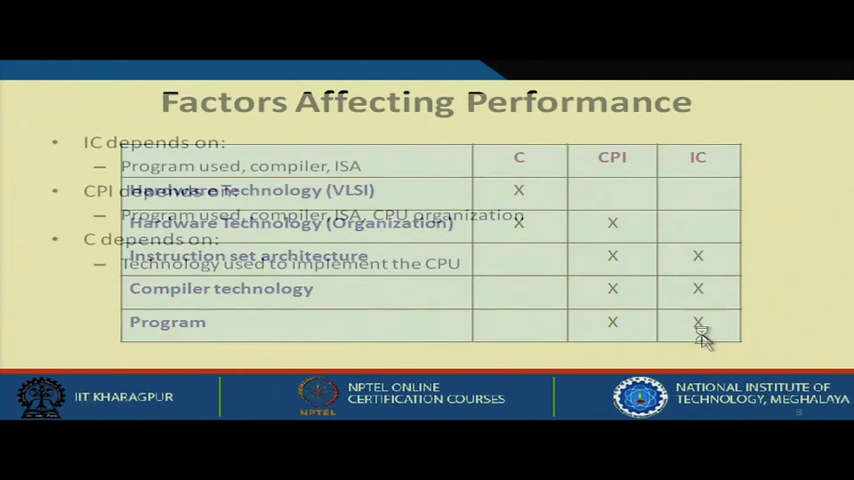 Factors Affecting Performance
• IC depends on:
– Program used, compiler, ISA
• CPI depends on:
– Program used, compiler, ISA, CPU organization
• C depends on:
– Technology used to implement the CPU
C CPI IC
Hardware Technology (VLSI) X
Hardware Technology (Organization) X X
Instruction set architecture X X
Compiler technology X X
Program X X
IIT KHARAGPUR
NPTEL
NPTEL ONLINE
CERTIFICATION COURSES
NATIONAL INSTITUTE OF
TECHNOLOGY, MEGHALAYA
8